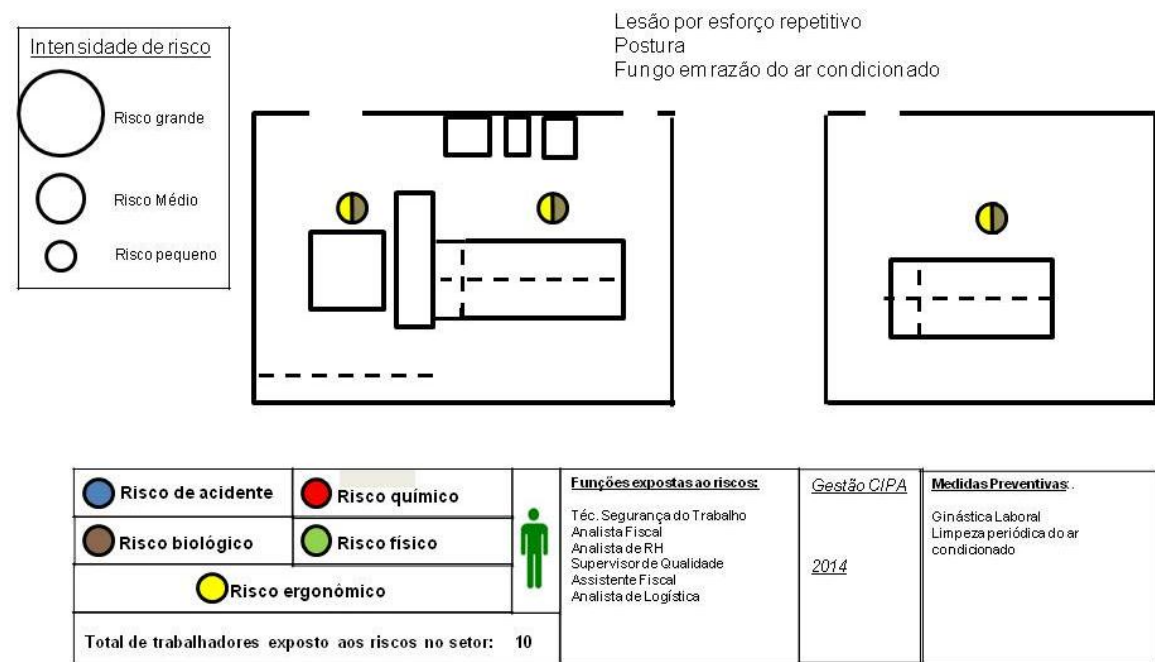 Lesão por esforço repetitivo
Postura
Fungo em razão do ar condicionado
Intensidade de risco
Risco grande
Risco Médio
Risco pequeno
Risco de acidente
Risco químico
Risco biológico
Risco físico
Risco ergonómico
Total de trabalhadores exposto aos riscos no setor: 10
Funções expostas ao riscos:
Téc. Segurança do Trabalho
Analista Fiscal
Analista de RH
Supervisor de Qualidade
Assistente Fiscal
Analista de Logística
Gestão CIPA
2014
Medidas Preventivas:.
Ginástica Laboral
Limpeza periódica do ar
condicionado